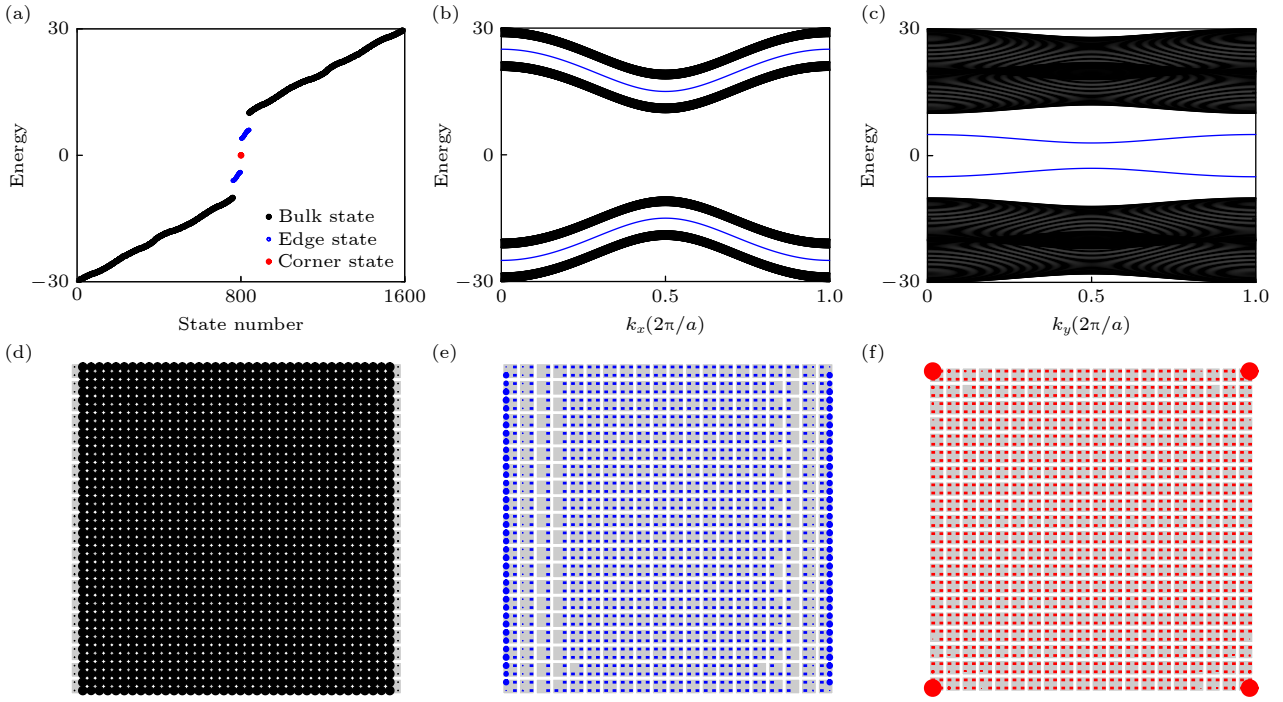 (a)
30
0
−30
Energy
0
800
1600
State number
Bulk state
Edge state
Corner state
(b)
30
0
−30
Energy
0
0.5
1.0
kₓ(2π/a)
(c)
30
0
−30
Energy
0
0.5
1.0
k_y(2π/a)
(d)
(e)
(f)